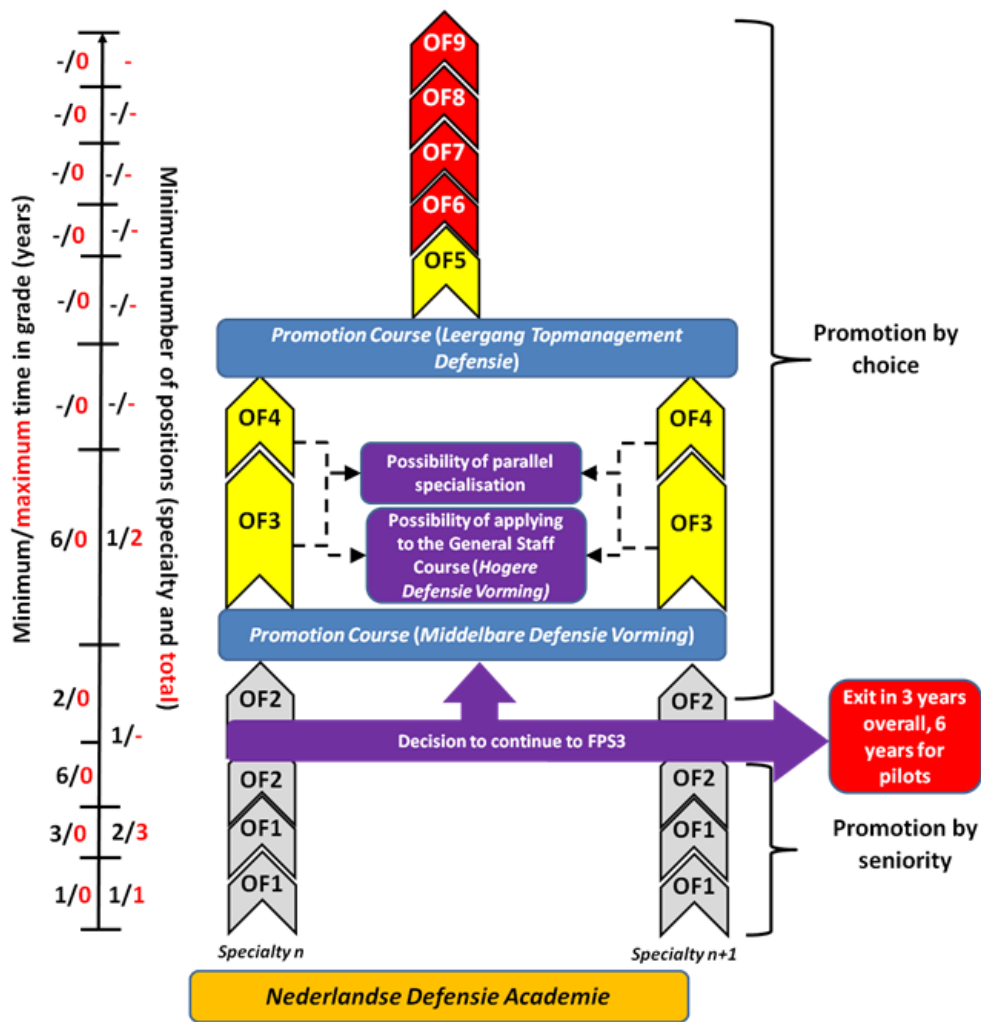 Minimum/maximum time in grade (years)
Minimum number of positions (specialty and total)
-/0 -
-/0 -/-
-/0 -/-
-/0 -/-
-/0 -/-
-/0 -/-
6/0 1/2
2/0
1/-
6/0
3/0 2/3
1/0 1/1
OF9
OF8
OF7
OF6
OF5
Promotion Course (Leergang Topmanagement
Defensie)
OF4
OF4
Possibility of parallel
specialisation
OF3
OF3
Possibility of applying
to the General Staff
Course (Hogere
Defensie Vorming)
Promotion Course (Middelbare Defensie Vorming)
OF2
OF2
Decision to continue to FPS3
Exit in 3 years
overall, 6
years for
pilots
OF2
OF2
OF1
OF1
OF1
OF1
Promotion by
choice
Promotion by
seniority
Specialty n
Specialty n+1
Nederlandse Defensie Academie